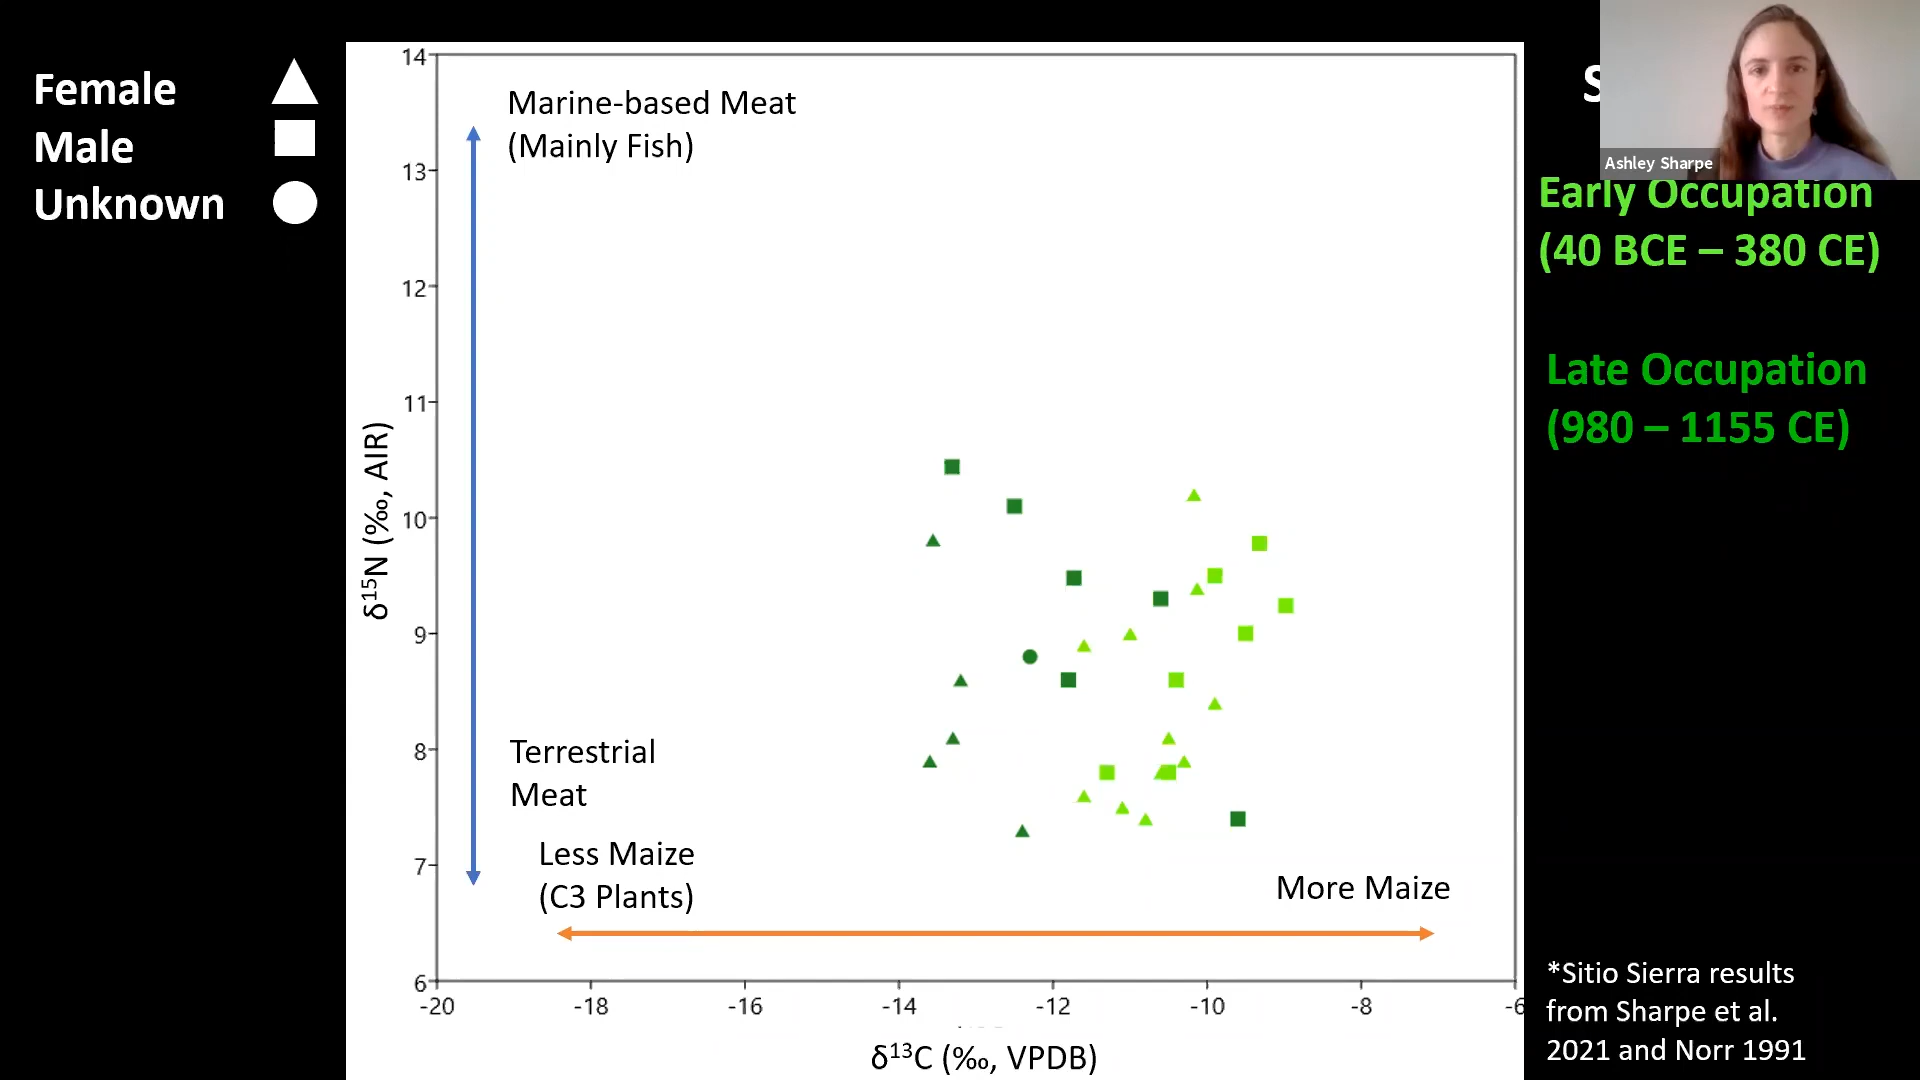 Female
Male
Unknown
14
13
12
11
10
9
8
7
6
δ¹⁵N (‰, AIR)
Marine-based Meat
(Mainly Fish)
Terrestrial
Meat
Less Maize
(C3 Plants)
More Maize
-20
-18
-16
-14
-12
-10
-8
-6
δ¹³C (‰, VPDB)
S
Ashley Sharpe
Early Occupation
(40 BCE – 380 CE)
Late Occupation
(980 – 1155 CE)
*Sitio Sierra results
from Sharpe et al.
2021 and Norr 1991